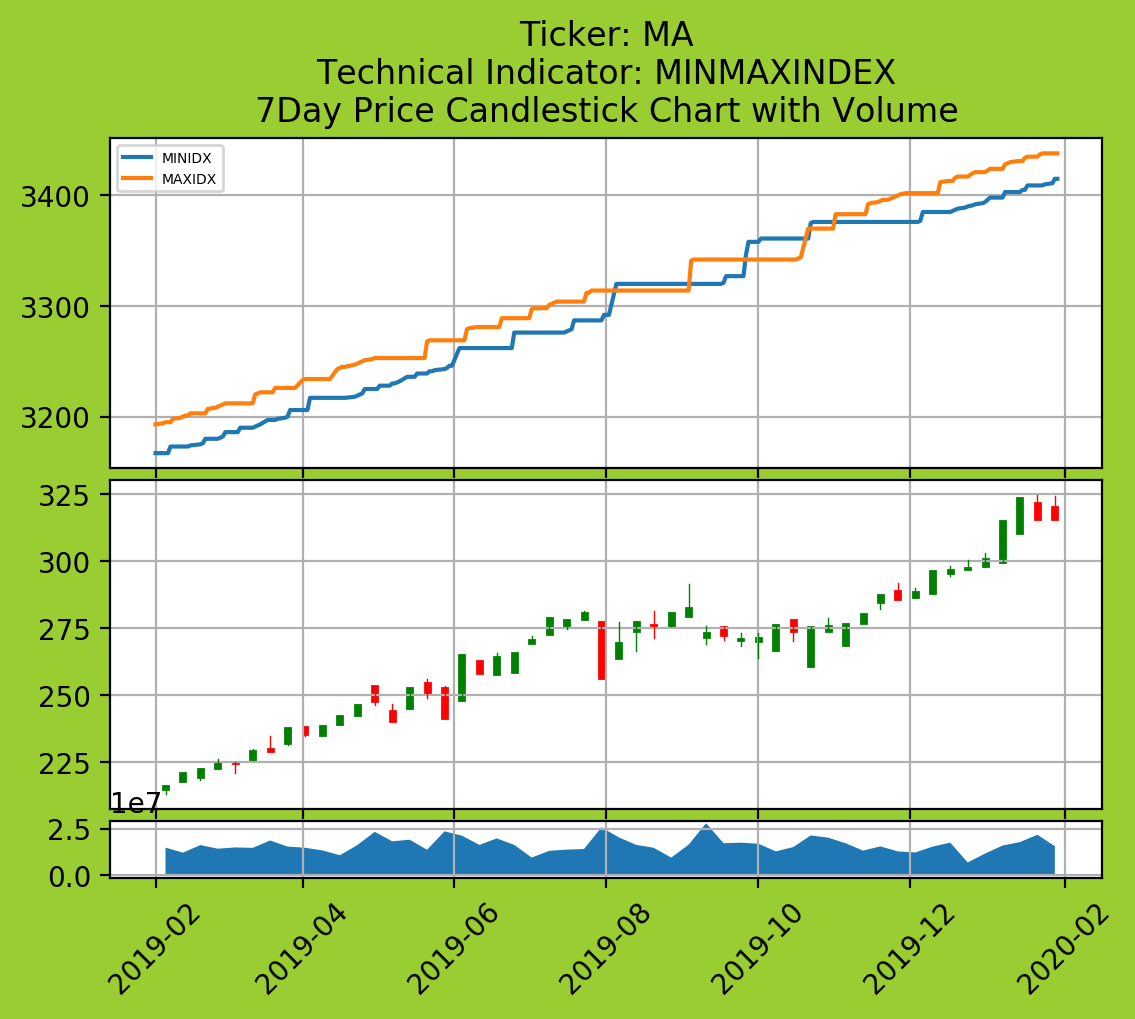 Ticker: MA
Technical Indicator: MINMAXINDEX
7Day Price Candlestick Chart with Volume
MINIDX
MAXIDX
3400
3300
3200
325
300
275
250
225
1e7
2.5
0.0
2019-02
2019-04
2019-06
2019-08
2019-10
2019-12
2020-02